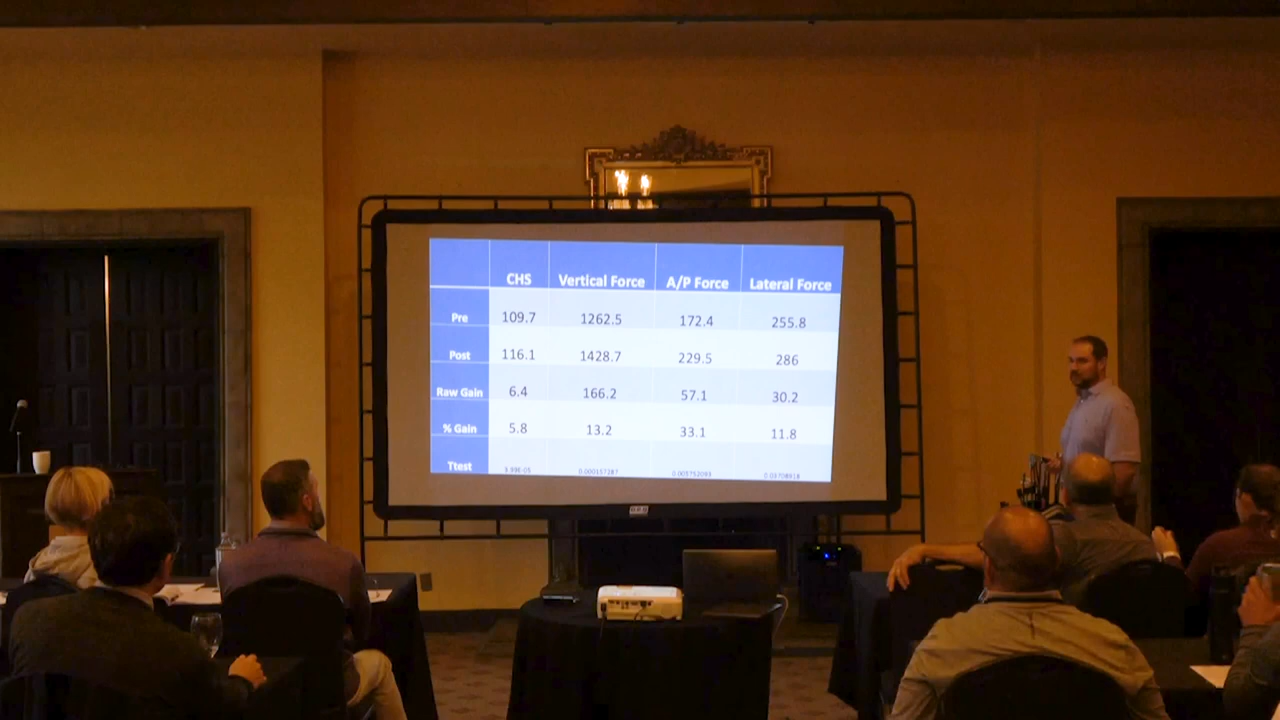 CHS Vertical Force A/P Force Lateral Force
Pre 109.7 1262.5 172.4 255.8
Post 116.1 1428.7 229.5 286
Raw Gain 6.4 166.2 57.1 30.2
% Gain 5.8 13.2 33.1 11.8
Ttest 0.000157287